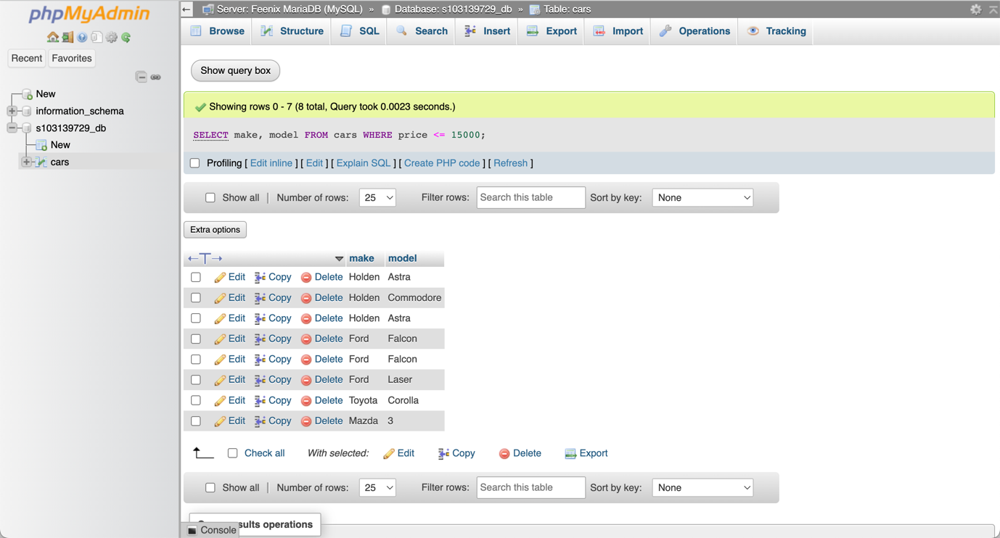 phpMyAdmin
Recent Favorites
New
information_schema
s103139729_db
New
cars
Server: Feenix MariaDB (MySQL) » Database: s103139729_db » Table: cars
Browse Structure SQL Search Insert Export Import Operations Tracking
Show query box
Showing rows 0 - 7 (8 total, Query took 0.0023 seconds.)
SELECT make, model FROM cars WHERE price <= 15000;
Profiling [ Edit inline ] [ Edit ] [ Explain SQL ] [ Create PHP code ] [ Refresh ]
Show all | Number of rows: 25 Filter rows: Search this table Sort by key: None
Extra options
←T→ make model
Edit Copy Delete Holden Astra
Edit Copy Delete Holden Commodore
Edit Copy Delete Holden Astra
Edit Copy Delete Ford Falcon
Edit Copy Delete Ford Falcon
Edit Copy Delete Ford Laser
Edit Copy Delete Toyota Corolla
Edit Copy Delete Mazda 3
Check all With selected: Edit Copy Delete Export
Show all | Number of rows: 25 Filter rows: Search this table Sort by key: None
operations
Console